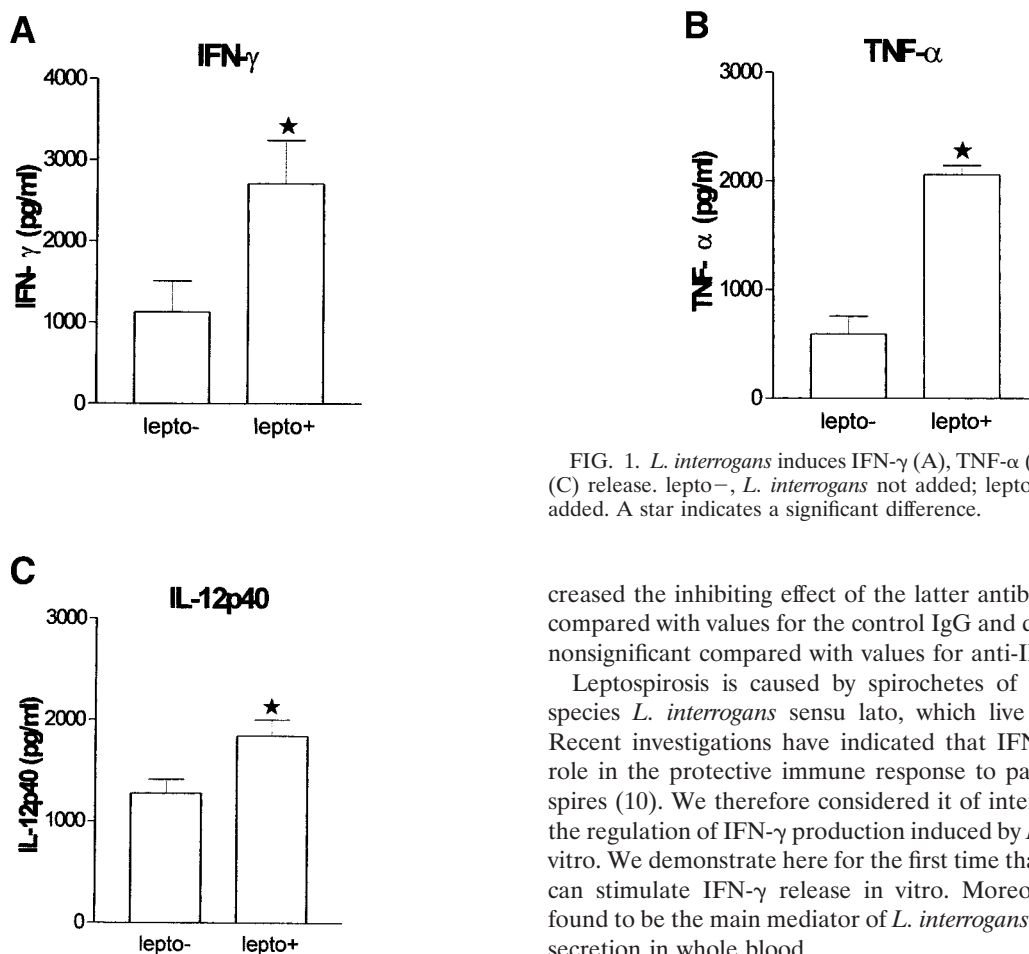 A
IFN-γ
4000
3000
2000
1000
0
IFN- γ (pg/ml)
lepto-
lepto+
B
TNF-α
3000
2000
1000
0
TNF- α (pg/ml)
lepto-
lepto+
FIG. 1. L. interrogans induces IFN-γ (A), TNF-α (
(C) release. lepto−, L. interrogans not added; lepto
added. A star indicates a significant difference.
C
IL-12p40
3000
2000
1000
0
IL-12p40 (pg/ml)
lepto-
lepto+
creased the inhibiting effect of the latter antib
compared with values for the control IgG and
nonsignificant compared with values for anti-I
Leptospirosis is caused by spirochetes of
species L. interrogans sensu lato, which live
Recent investigations have indicated that IFN
role in the protective immune response to pa
spires (10). We therefore considered it of inter
the regulation of IFN-γ production induced by
vitro. We demonstrate here for the first time tha
can stimulate IFN-γ release in vitro. Moreo
found to be the main mediator of L. interrogans
secretion in whole blood